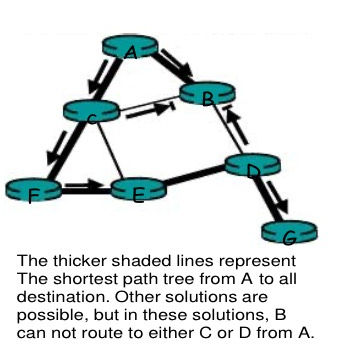 A
B
C
D
F
E
G
The thicker shaded lines represent
The shortest path tree from A to all
destination. Other solutions are
possible, but in these solutions, B
can not route to either C or D from A.